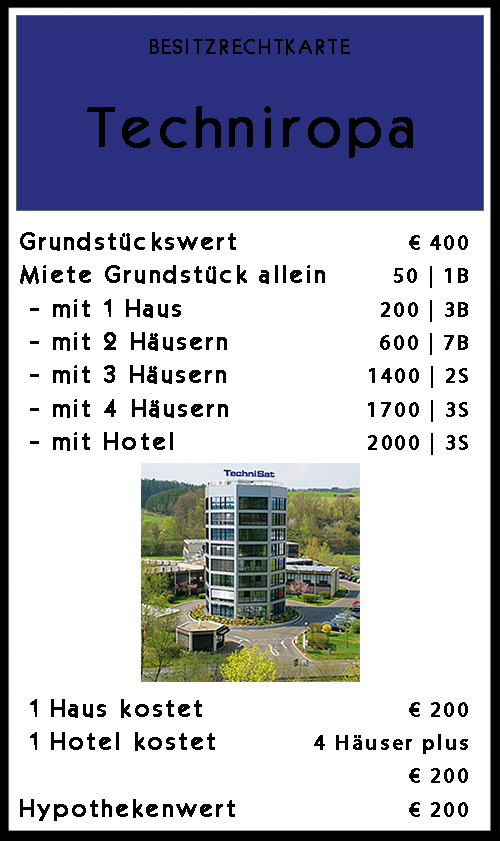 BESITZRECHTKARTE
Techniropa
Grundstückswert € 400
Miete Grundstück allein 50 | 1B
- mit 1 Haus 200 | 3B
- mit 2 Häusern 600 | 7B
- mit 3 Häusern 1400 | 2S
- mit 4 Häusern 1700 | 3S
- mit Hotel 2000 | 3S
TechniSat
1 Haus kostet € 200
1 Hotel kostet 4 Häuser plus
€ 200
Hypothekenwert € 200